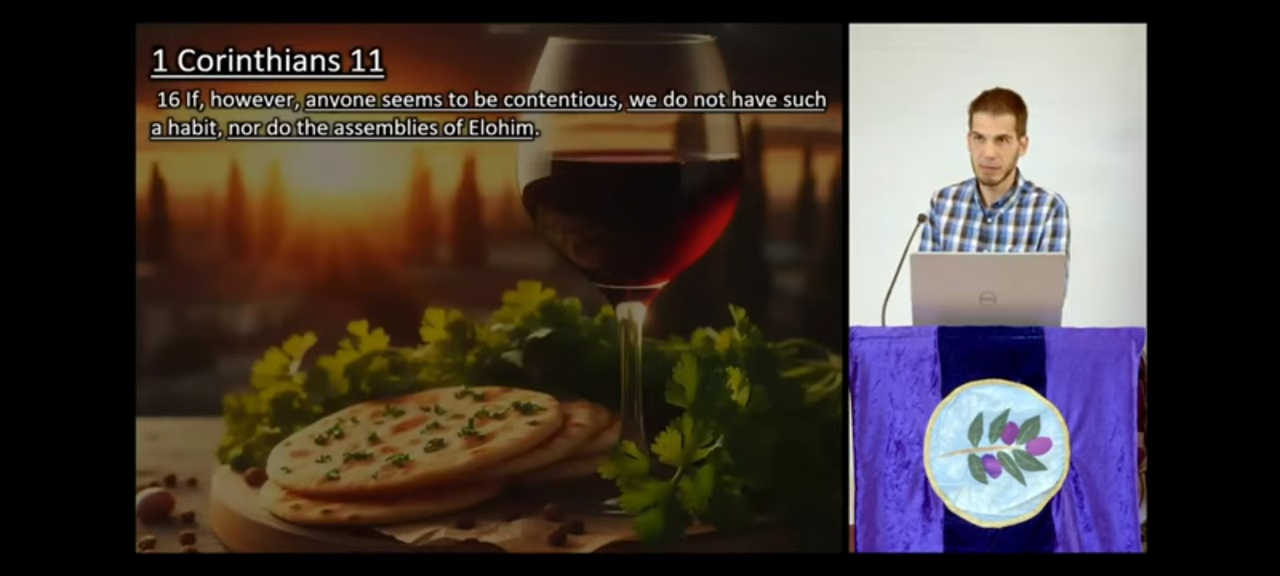 1 Corinthians 11
16 If, however, anyone seems to be contentious, we do not have such
a habit, nor do the assemblies of Elohim.